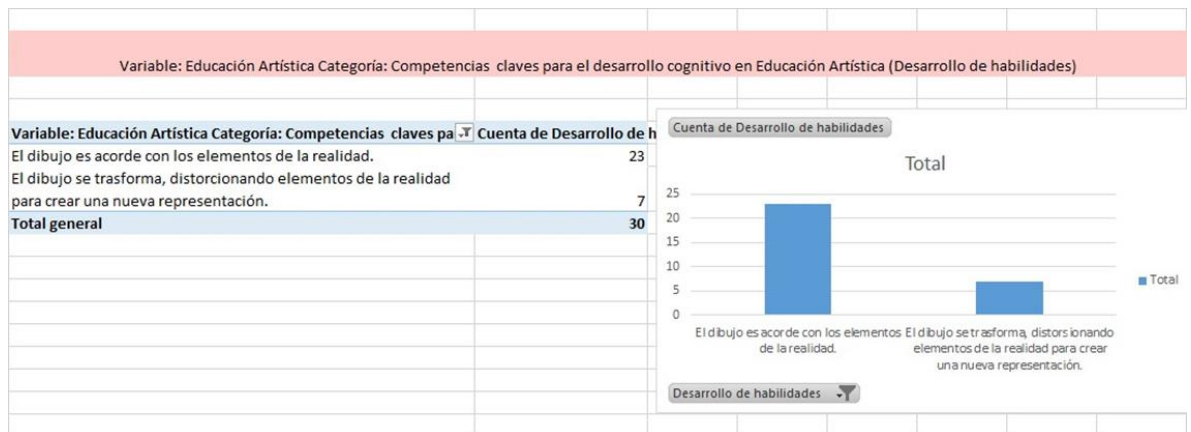 Variable: Educación Artística Categoría: Competencias  claves para el desarrollo cognitivo en Educación Artística (Desarrollo de habilidades)
Variable: Educación Artística Categoría: Competencias  claves pa Cuenta de Desarrollo de h
El dibujo es acorde con los elementos de la realidad. 23
El dibujo se trasforma, distorcionando elementos de la realidad
para crear una nueva representación. 7
Total general 30
Cuenta de Desarrollo de habilidades
Total
25
20
15
10
5
0
Total
El dibujo es acorde con los elementos
de la realidad.
El dibujo se trasforma, distorsionando
elementos de la realidad para crear
una nueva representación.
Desarrollo de habilidades